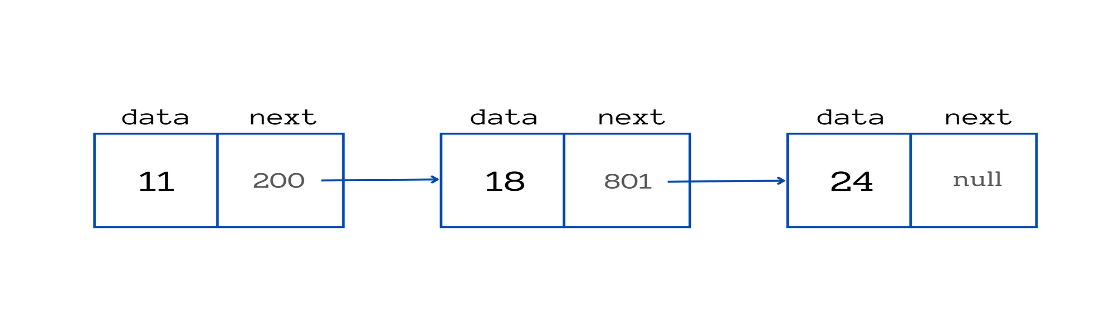 data next data next data next
11 200 18 801 24 null